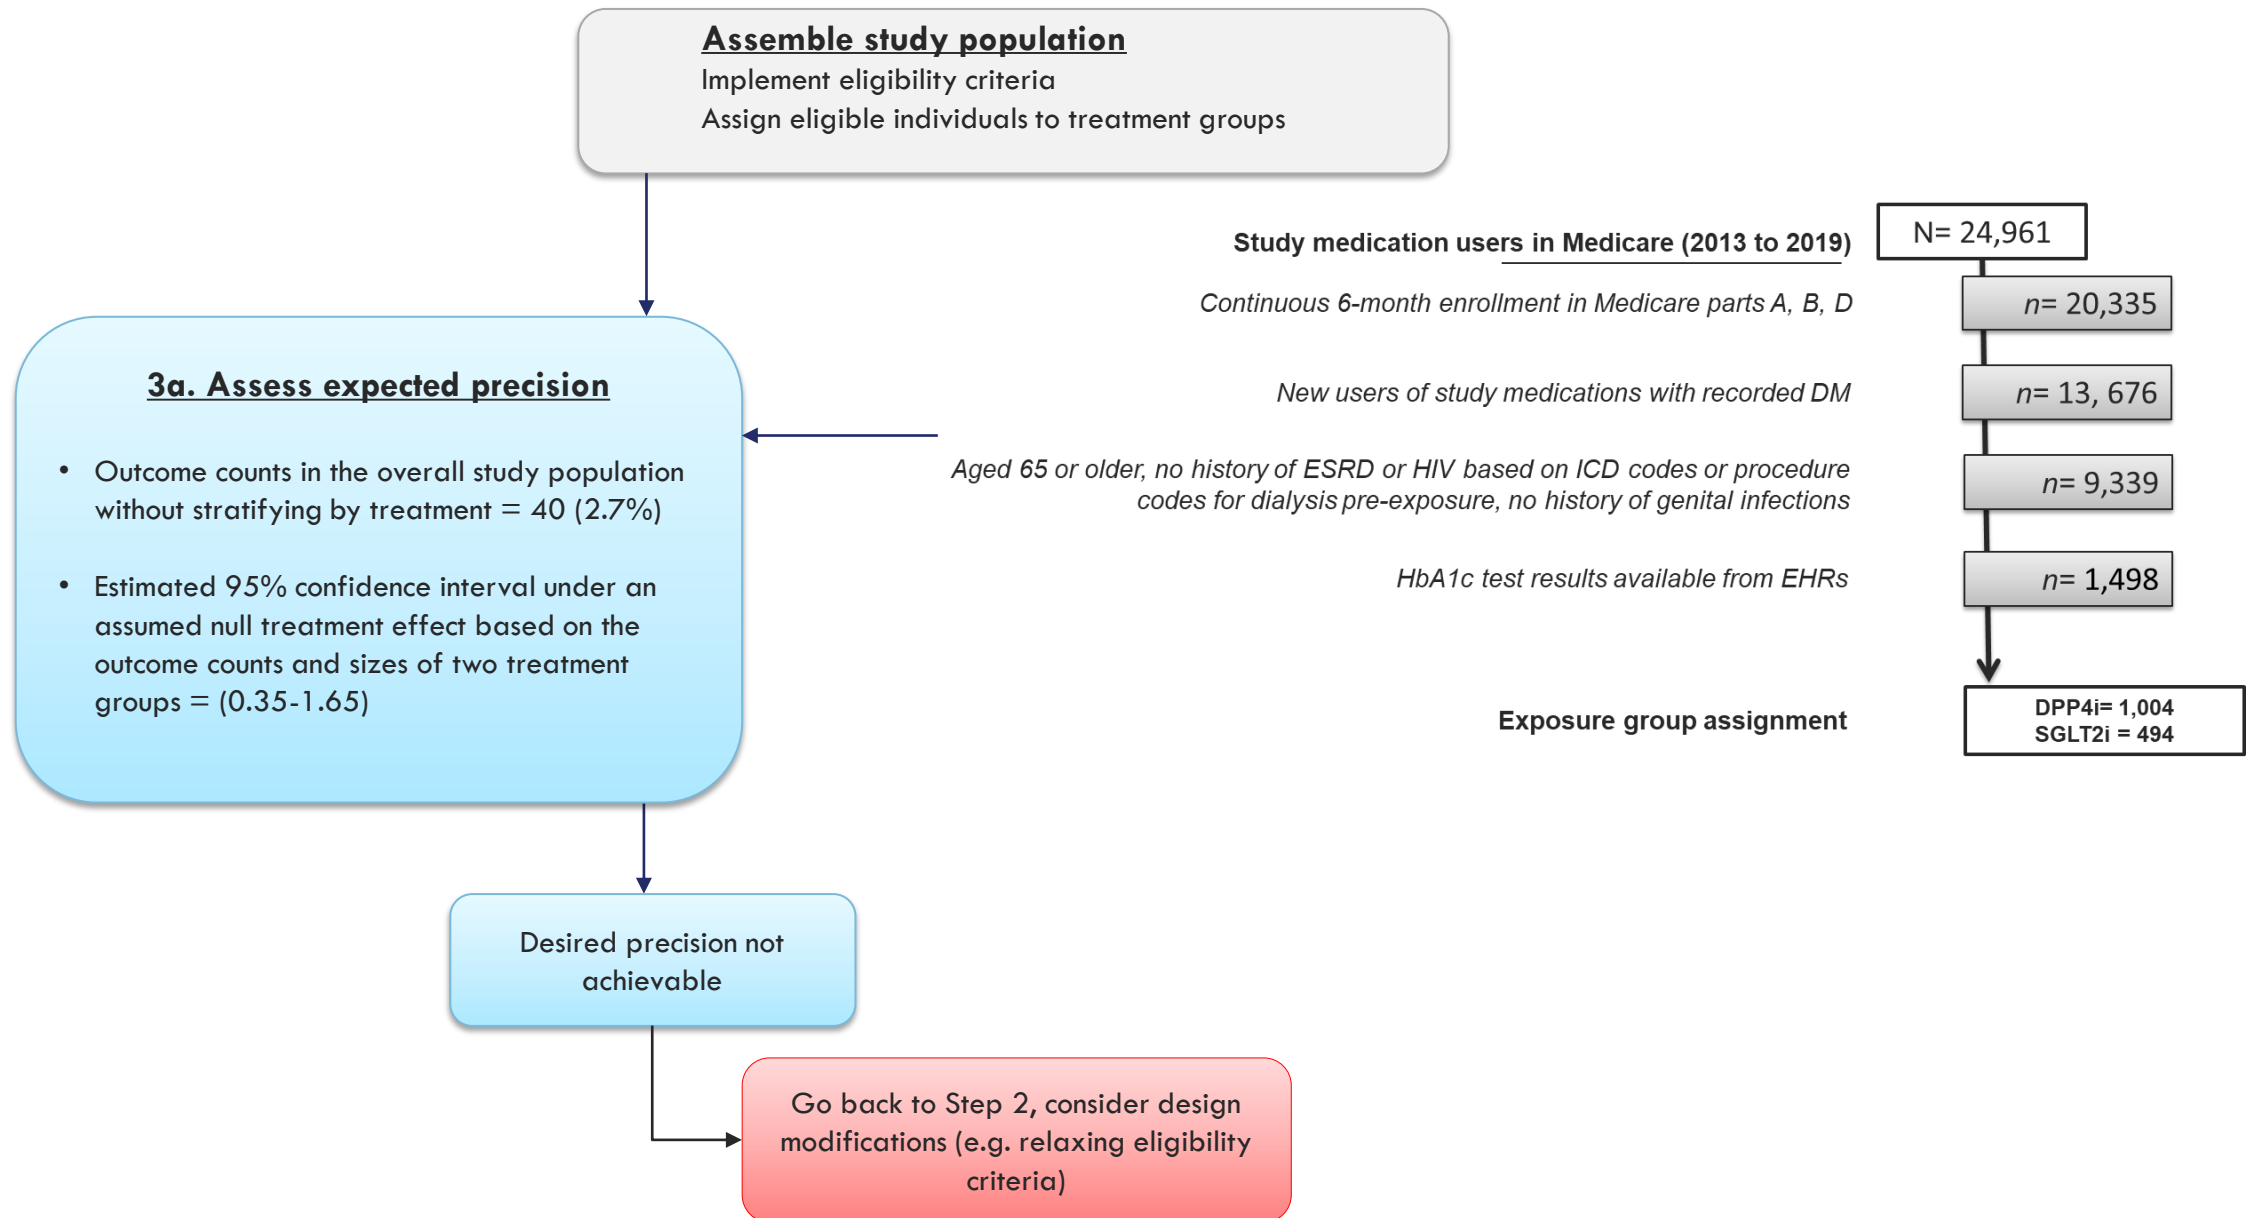 Assemble study population
Implement eligibility criteria
Assign eligible individuals to treatment groups
Study medication users in Medicare (2013 to 2019)
N= 24,961
Continuous 6-month enrollment in Medicare parts A, B, D
n= 20,335
New users of study medications with recorded DM
n= 13, 676
Aged 65 or older, no history of ESRD or HIV based on ICD codes or procedure
codes for dialysis pre-exposure, no history of genital infections
n= 9,339
HbA1c test results available from EHRs
n= 1,498
Exposure group assignment
DPP4i= 1,004
SGLT2i = 494
3a. Assess expected precision
• Outcome counts in the overall study population
without stratifying by treatment = 40 (2.7%)
• Estimated 95% confidence interval under an
assumed null treatment effect based on the
outcome counts and sizes of two treatment
groups = (0.35-1.65)
Desired precision not
achievable
Go back to Step 2, consider design
modifications (e.g. relaxing eligibility
criteria)